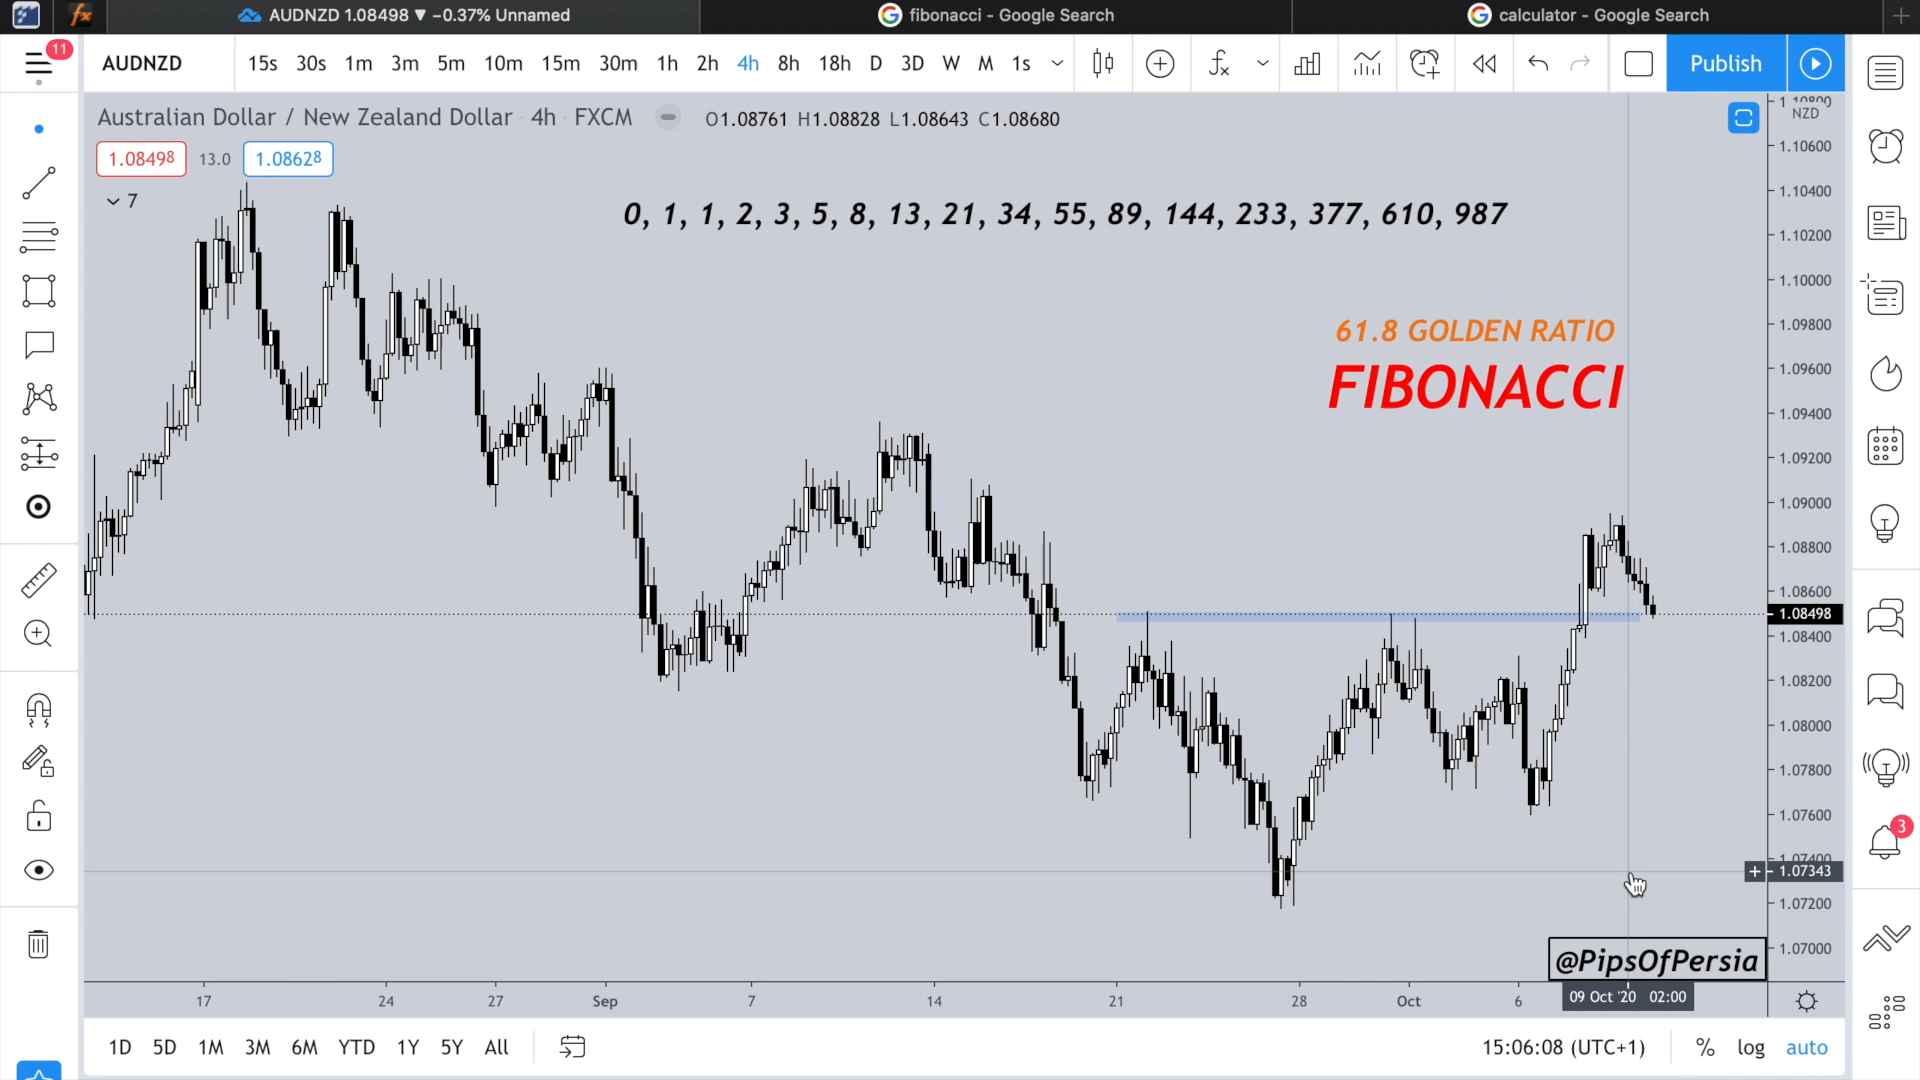 AUDNZD 1.08498 ▼ −0.37% Unnamed
fibonacci - Google Search
calculator - Google Search
11
AUDNZD
15s 30s 1m 3m 5m 10m 15m 30m 1h 2h 4h 8h 18h D 3D W M 1s
Publish
Australian Dollar / New Zealand Dollar · 4h · FXCM
O1.08761 H1.08828 L1.08643 C1.08680
NZD
1.08498 13.0 1.08628
7
0, 1, 1, 2, 3, 5, 8, 13, 21, 34, 55, 89, 144, 233, 377, 610, 987
61.8 GOLDEN RATIO
FIBONACCI
1.10800
1.10600
1.10400
1.10200
1.10000
1.09800
1.09600
1.09400
1.09200
1.09000
1.08800
1.08600
1.08498
1.08400
1.08200
1.08000
1.07800
1.07600
1.07400
1.07343
1.07200
1.07000
3
@PipsOfPersia
17 24 27 Sep 7 14 21 28 Oct 6 09 Oct '20 02:00
1D 5D 1M 3M 6M YTD 1Y 5Y All
15:06:08 (UTC+1) % log auto